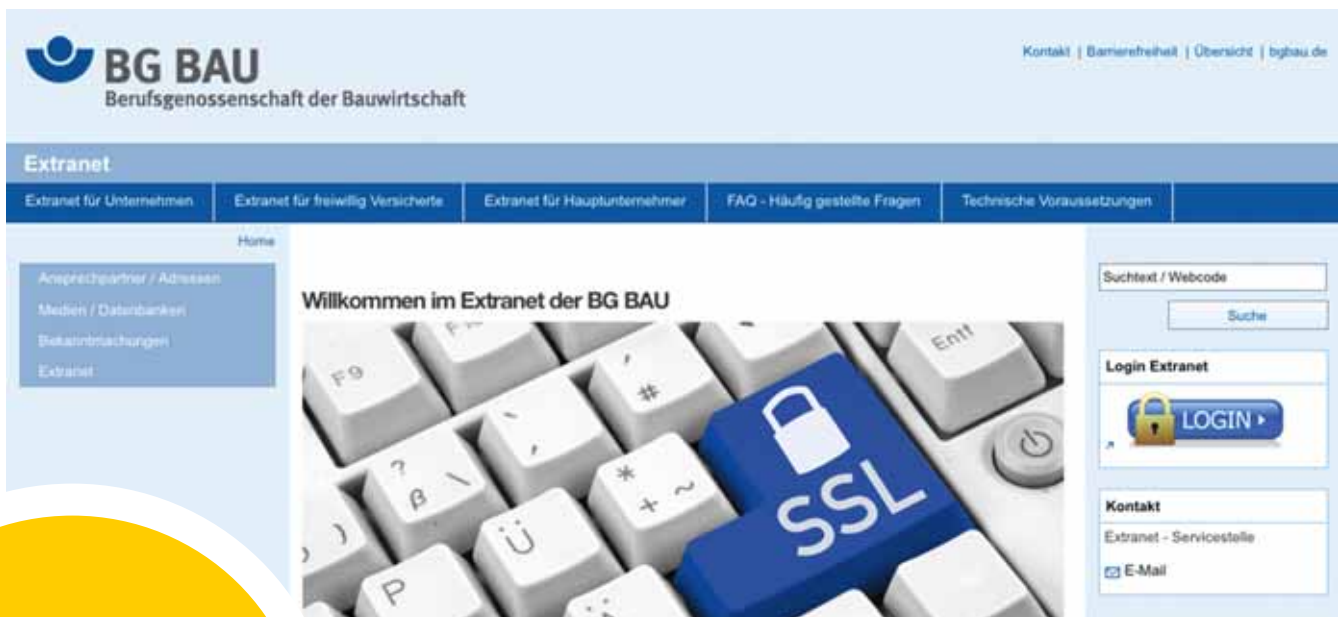 BG BAU
Berufsgenossenschaft der Bauwirtschaft
Kontakt | Barrierefreiheit | Übersicht | bgbau.de
Extranet
Extranet für Unternehmen
Extranet für freiwillig Versicherte
Extranet für Hauptunternehmer
FAQ - Häufig gestellte Fragen
Technische Voraussetzungen
Home
Ansprechpartner / Adressen
Medien / Datenbanken
Bekanntmachungen
Extranet
Willkommen im Extranet der BG BAU
F9
Entf
' #
? ß \
* + ~
Ü
P
)
SSL
Suchtext / Webcode
Suche
Login Extranet
LOGIN
Kontakt
Extranet - Servicestelle
E-Mail